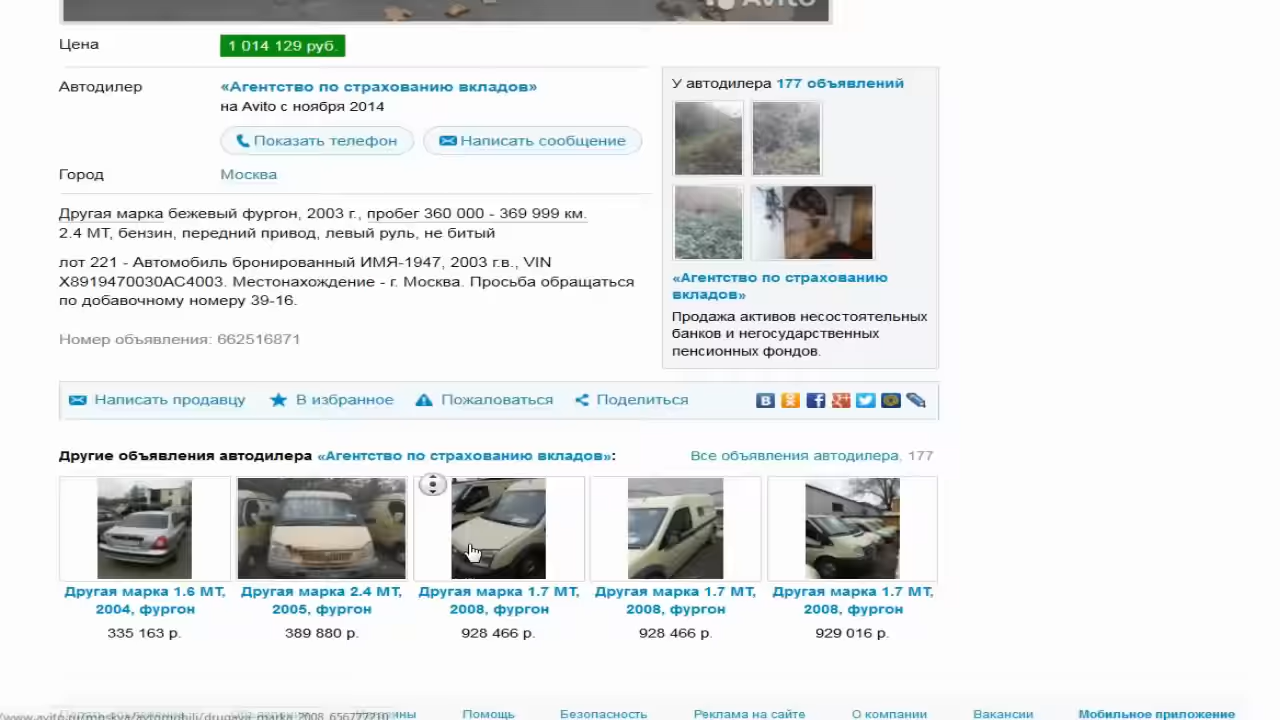 Avito
Цена
1 014 129 руб.
Автодилер
«Агентство по страхованию вкладов»
на Avito с ноября 2014
Показать телефон
Написать сообщение
Город
Москва
Другая марка бежевый фургон, 2003 г., пробег 360 000 - 369 999 км.
2.4 МТ, бензин, передний привод, левый руль, не битый
лот 221 - Автомобиль бронированный ИМЯ-1947, 2003 г.в., VIN
X8919470030AC4003. Местонахождение - г. Москва. Просьба обращаться
по добавочному номеру 39-16.
Номер объявления: 662516871
У автодилера 177 объявлений
«Агентство по страхованию
вкладов»
Продажа активов несостоятельных
банков и негосударственных
пенсионных фондов.
Написать продавцу
В избранное
Пожаловаться
Поделиться
Другие объявления автодилера «Агентство по страхованию вкладов»:
Все объявления автодилера, 177
Другая марка 1.6 МТ,
2004, фургон
335 163 р.
Другая марка 2.4 МТ,
2005, фургон
389 880 р.
Другая марка 1.7 МТ,
2008, фургон
928 466 р.
Другая марка 1.7 МТ,
2008, фургон
928 466 р.
Другая марка 1.7 МТ,
2008, фургон
929 016 р.
Помощь
Безопасность
Реклама на сайте
О компании
Вакансии
Мобильное приложение